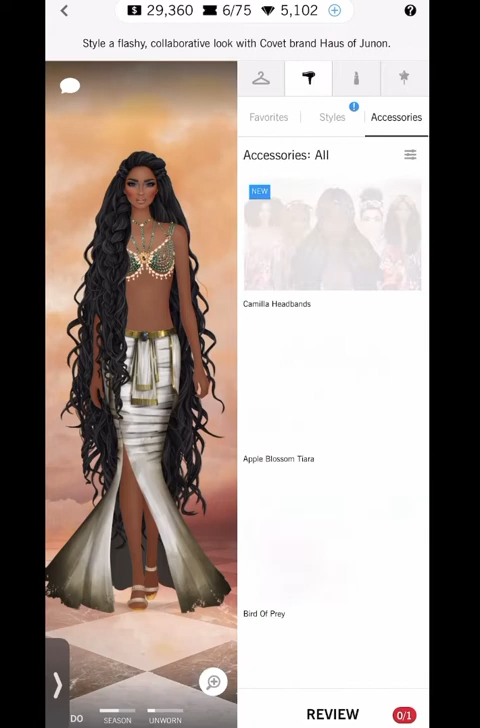 29,360 6/75 5,102
Style a flashy, collaborative look with Covet brand Haus of Junon.
Favorites Styles Accessories
Accessories: All
NEW
Camilla Headbands
Apple Blossom Tiara
Bird Of Prey
DO SEASON UNWORN
REVIEW 0/1